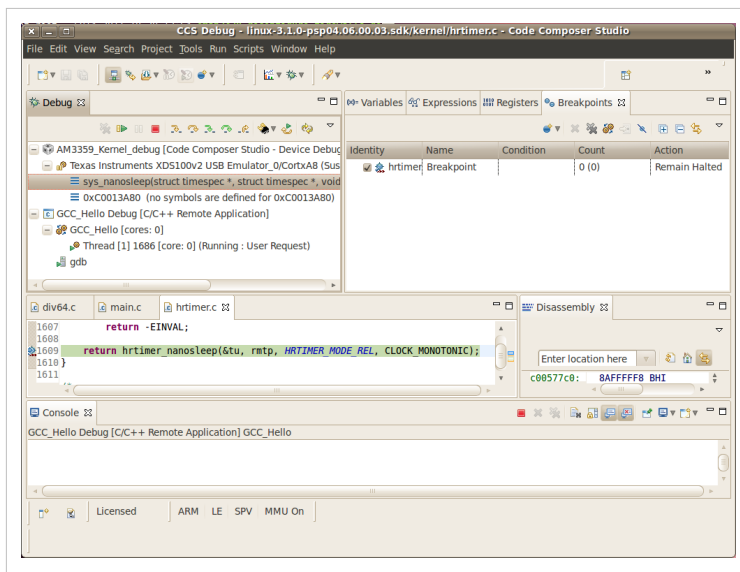 CCS Debug - linux-3.1.0-psp04.06.00.03.sdk/kernel/hrtimer.c - Code Composer Studio
File Edit View Search Project Tools Run Scripts Window Help
»
Debug
(x)= Variables Expressions Registers Breakpoints
AM3359_Kernel_debug [Code Composer Studio - Device Debug
Texas Instruments XDS100v2 USB Emulator_0/CortxA8 (Sus
sys_nanosleep(struct timespec *, struct timespec *, void
0xC0013A80 (no symbols are defined for 0xC0013A80)
GCC_Hello Debug [C/C++ Remote Application]
GCC_Hello [cores: 0]
Thread [1] 1686 [core: 0] (Running : User Request)
gdb
Identity Name Condition Count Action
hrtimer Breakpoint 0 (0) Remain Halted
div64.c main.c hrtimer.c
1607 return -EINVAL;
1608
1609 return hrtimer_nanosleep(&tu, rmtp, HRTIMER_MODE_REL, CLOCK_MONOTONIC);
1610 }
1611
Disassembly
Enter location here
c00577c0: 8AFFFFF8 BHI
Console
GCC_Hello Debug [C/C++ Remote Application] GCC_Hello
Licensed ARM LE SPV MMU On